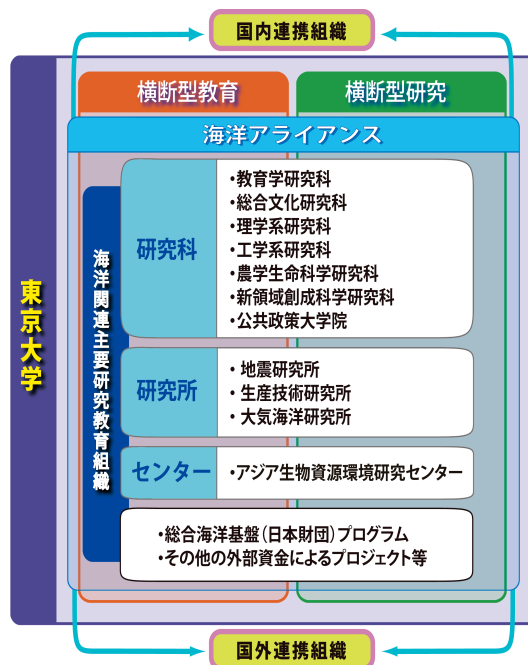 国内連携組織
横断型教育
横断型研究
海洋アライアンス
東京大学
海洋関連主要研究教育組織
研究科
・教育学研究科
・総合文化研究科
・理学系研究科
・工学系研究科
・農学生命科学研究科
・新領域創成科学研究科
・公共政策大学院
研究所
・地震研究所
・生産技術研究所
・大気海洋研究所
センター
・アジア生物資源環境研究センター
・総合海洋基盤(日本財団)プログラム
・その他の外部資金によるプロジェクト等
国外連携組織